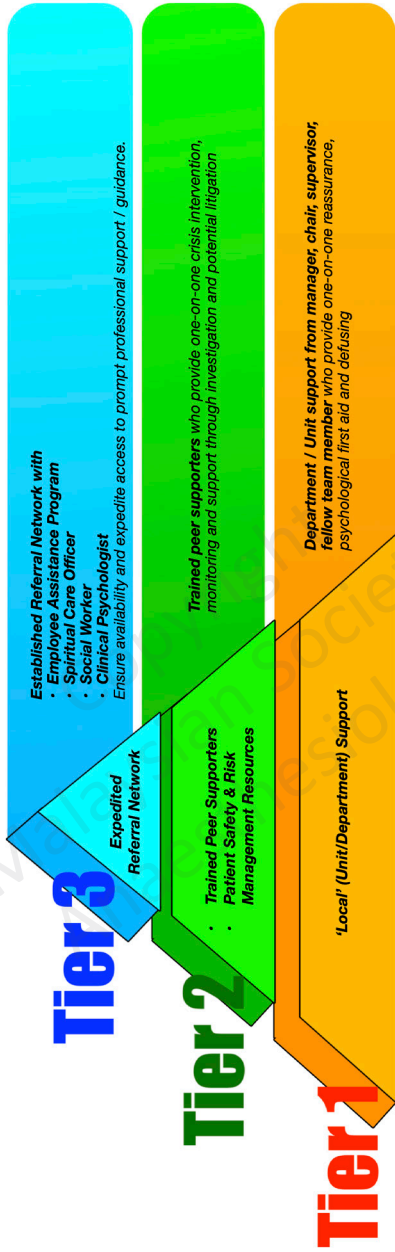 Tier 3
Expedited
Referral Network
Established Referral Network with
• Employee Assistance Program
• Spiritual Care Officer
• Social Worker
• Clinical Psychologist
Ensure availability and expedite access to prompt professional support / guidance.
Tier 2
• Trained Peer Supporters
• Patient Safety & Risk
Management Resources
Trained peer supporters who provide one-on-one crisis intervention,
monitoring and support through investigation and potential litigation
Tier 1
‘Local’ (Unit/Department) Support
Department / Unit support from manager, chair, supervisor,
fellow team member who provide one-on-one reassurance,
psychological first aid and defusing
Copyright
Malaysian Societ
Anaesthesiol